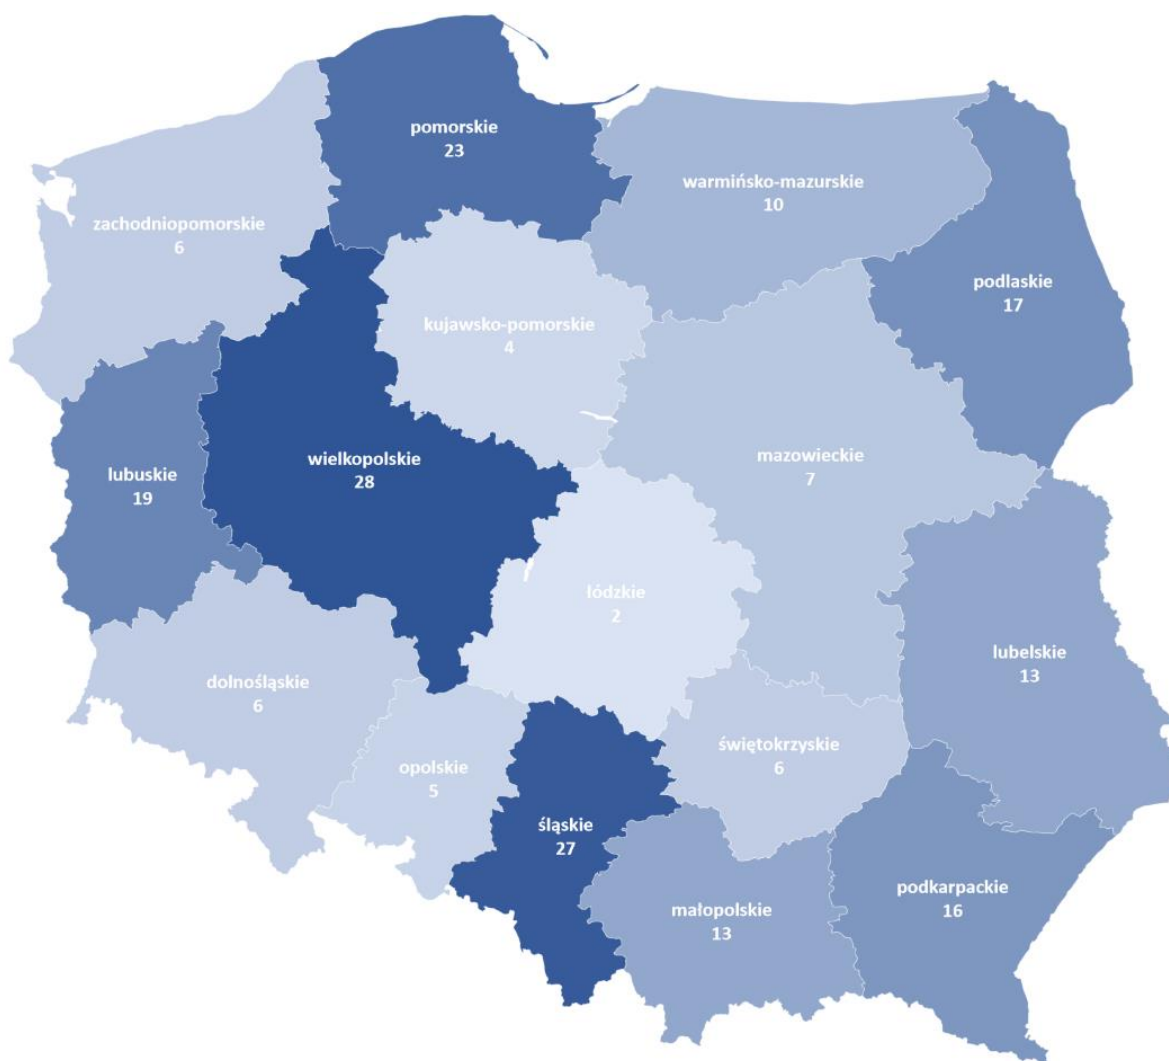 pomorskie
23
warmińsko-mazurskie
10
zachodniopomorskie
6
podlaskie
17
kujawsko-pomorskie
4
wielkopolskie
28
mazowieckie
7
lubuskie
19
łódzkie
2
lubelskie
13
dolnośląskie
6
świętokrzyskie
6
opolskie
5
śląskie
27
podkarpackie
16
małopolskie
13